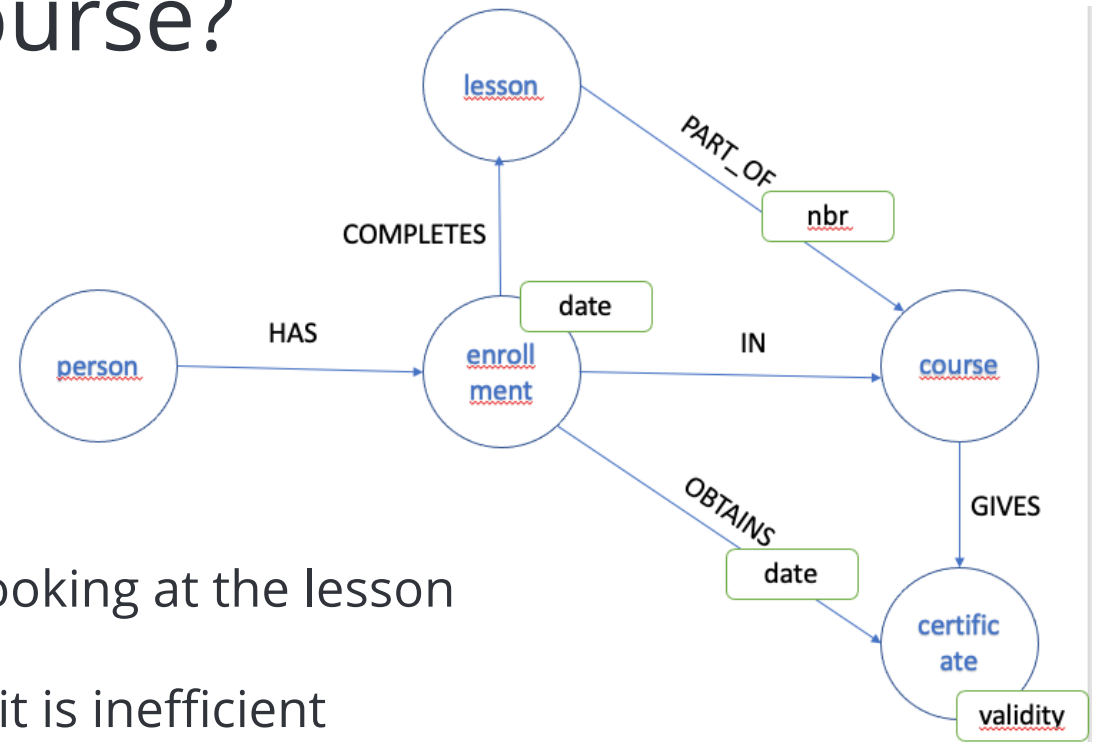 ourse?
lesson
PART_OF
nbr
COMPLETES
date
HAS
IN
person
enroll
ment
course
OBTAINS
GIVES
date
ooking at the lesson
certific
ate
it is inefficient
validity